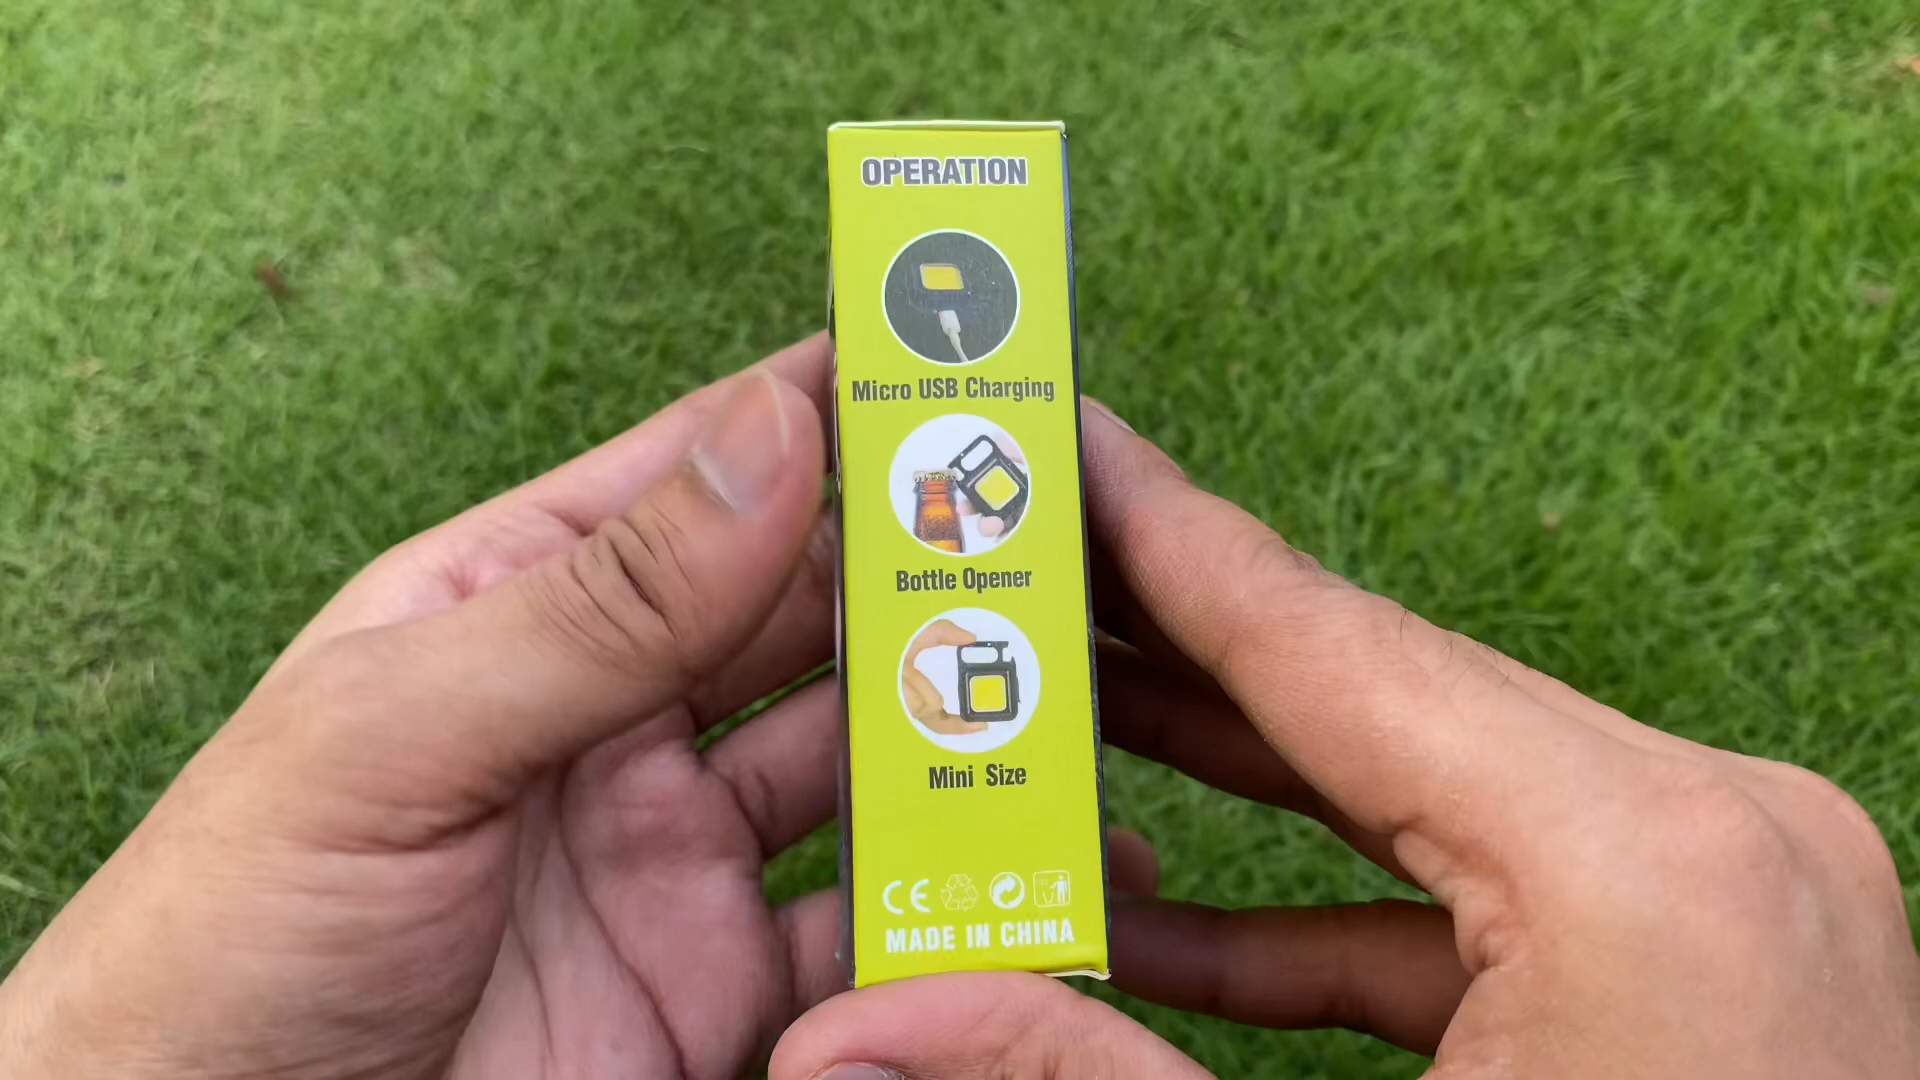 OPERATION
Micro USB Charging
Bottle Opener
Mini Size
CE
MADE IN CHINA